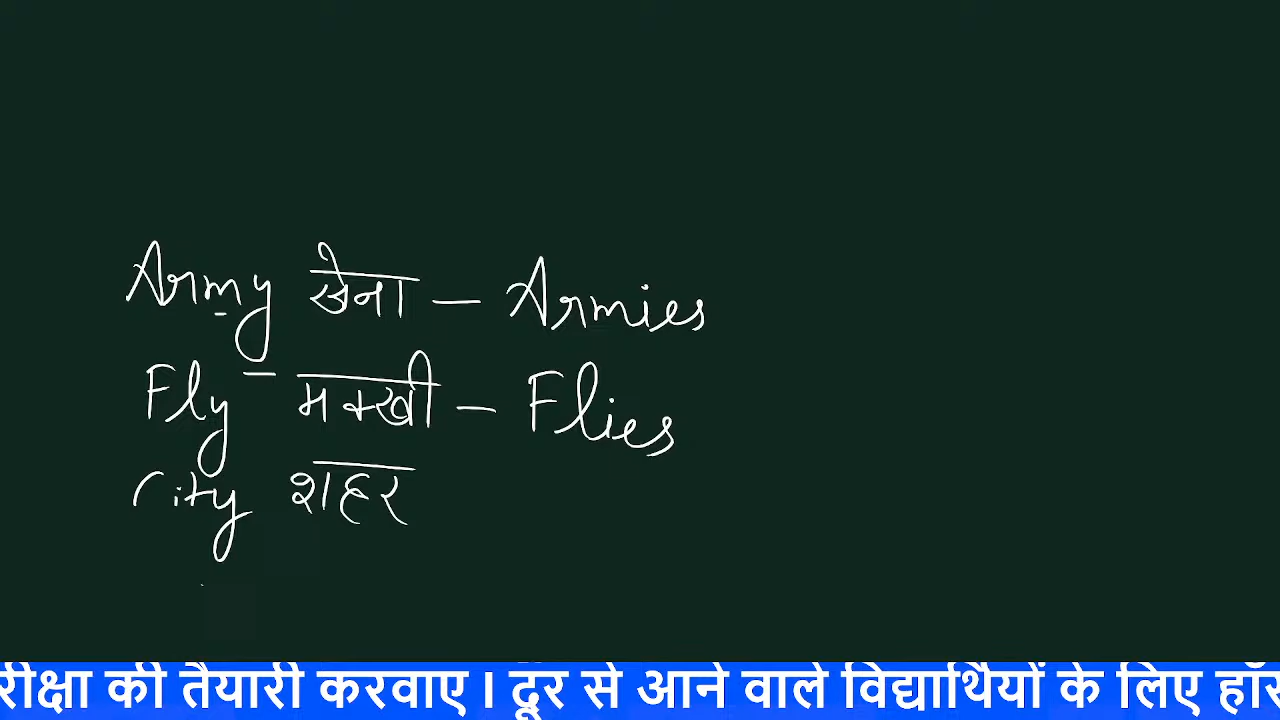 Army सेना – Armies
Fly – मक्खी – Flies
City शहर
रीक्षा की तैयारी करवाए । दूर से आने वाले विद्यार्थियों के लिए हॉस